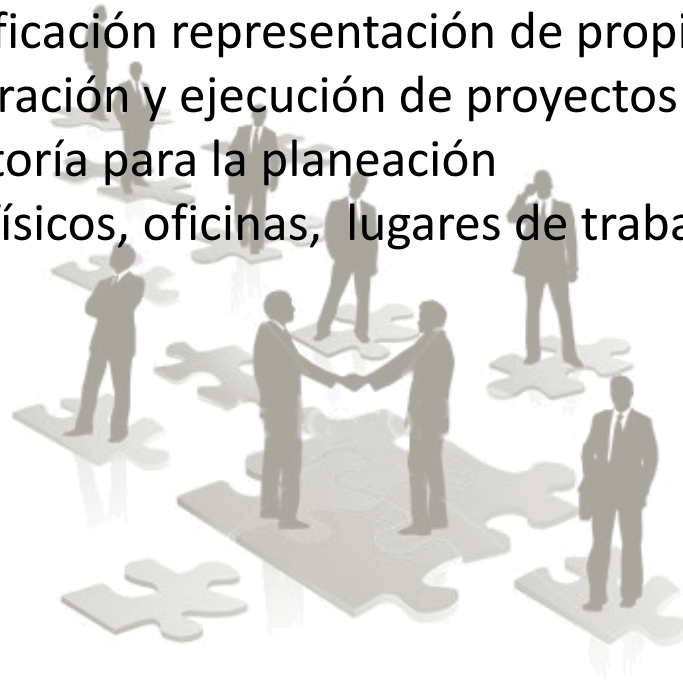 ficación representación de propi
ración y ejecución de proyectos
toría para la planeación
ísicos, oficinas,  lugares de traba